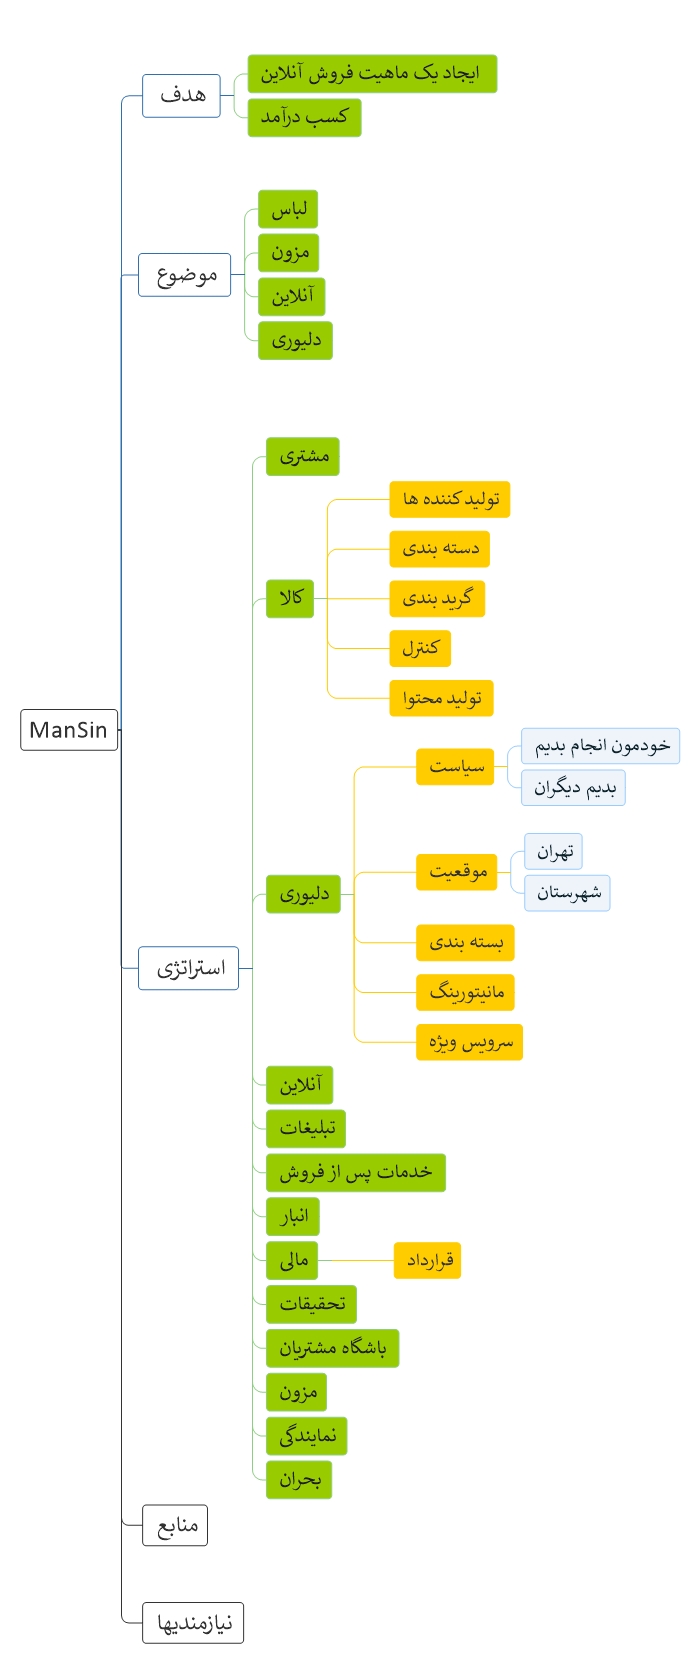 ManSin
هدف
ایجاد یک ماهیت فروش آنلاین
کسب درآمد
موضوع
لباس
مزون
آنلاین
دلیوری
استراتژی
مشتری
کالا
تولید کننده ها
دسته بندی
گرید بندی
کنترل
تولید محتوا
دلیوری
سیاست
خودمون انجام بدیم
بدیم دیگران
موقعیت
تهران
شهرستان
بسته بندی
مانیتورینگ
سرویس ویژه
آنلاین
تبلیغات
خدمات پس از فروش
انبار
مالی
قرارداد
تحقیقات
باشگاه مشتریان
مزون
نمایندگی
بحران
منابع
نیازمندیها